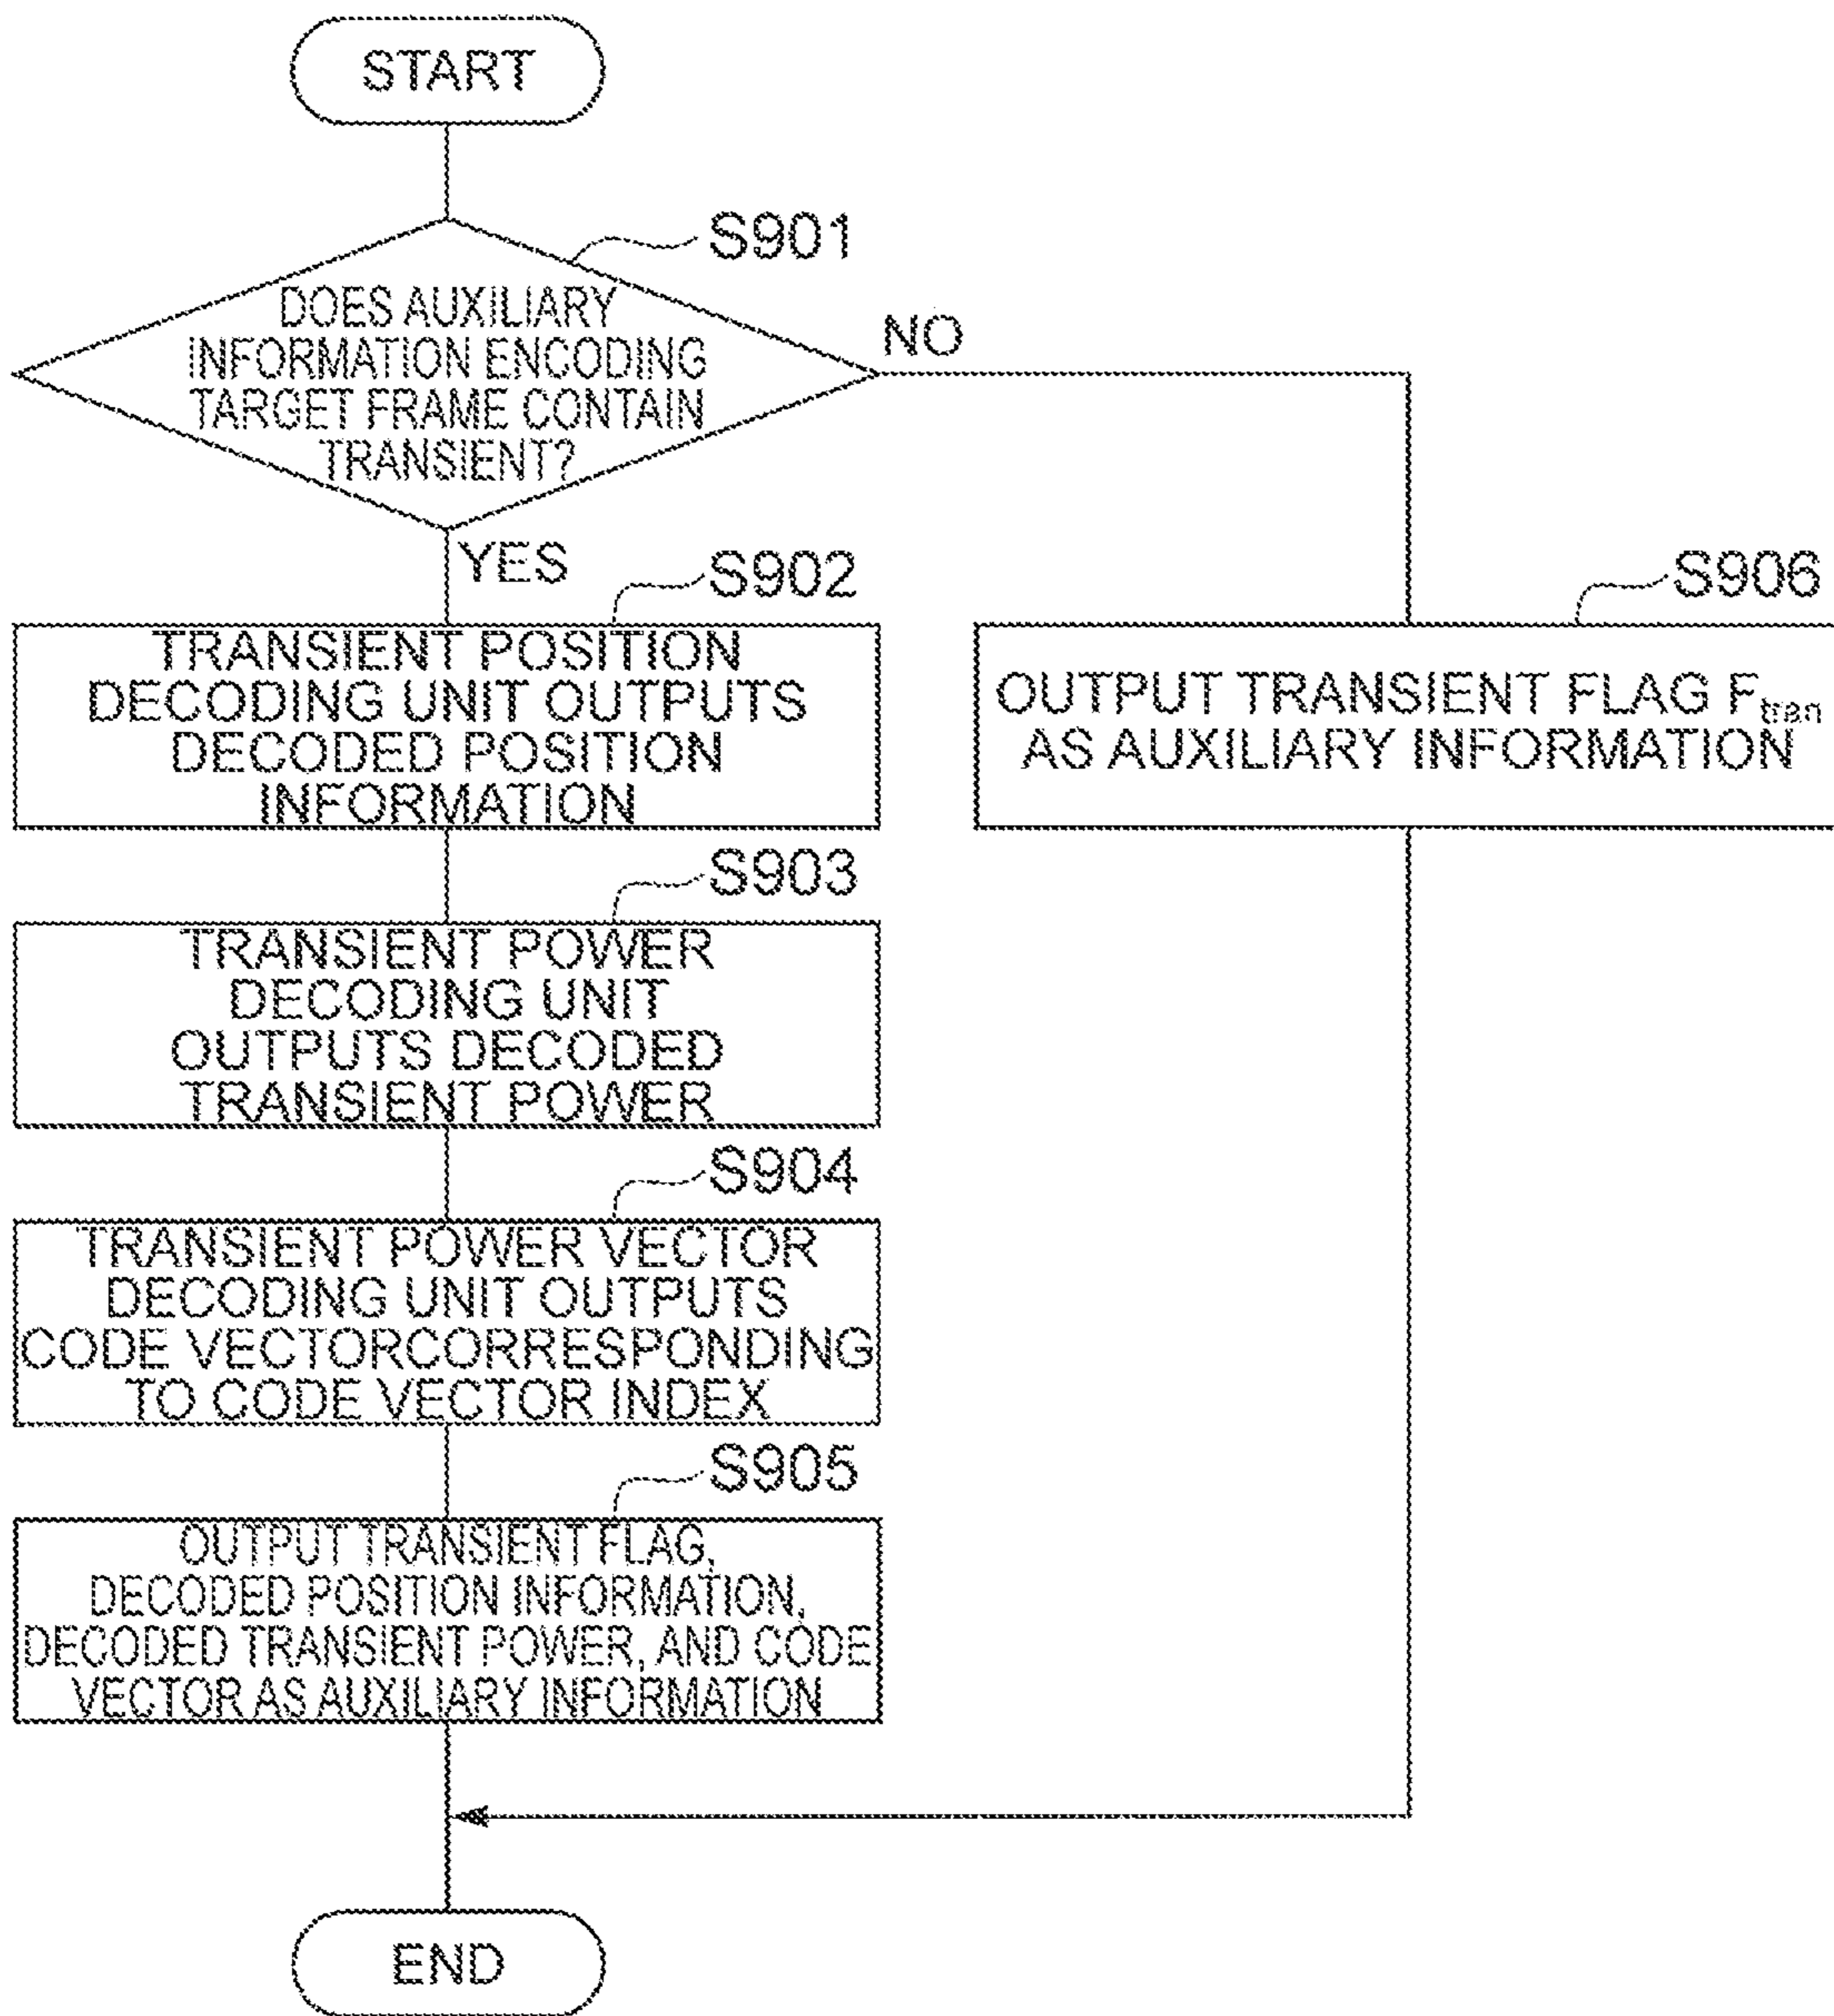 START
S901
DOES AUXILIARY
INFORMATION ENCODING
TARGET FRAME CONTAIN
TRANSIENT?
NO
YES
S902
TRANSIENT POSITION
DECODING UNIT OUTPUTS
DECODED POSITION
INFORMATION
S906
OUTPUT TRANSIENT FLAG Ftran
AS AUXILIARY INFORMATION
S903
TRANSIENT POWER
DECODING UNIT
OUTPUTS DECODED
TRANSIENT POWER
S904
TRANSIENT POWER VECTOR
DECODING UNIT OUTPUTS
CODE VECTORCORRESPONDING
TO CODE VECTOR INDEX
S905
OUTPUT TRANSIENT FLAG,
DECODED POSITION INFORMATION,
DECODED TRANSIENT POWER, AND CODE
VECTOR AS AUXILIARY INFORMATION
END